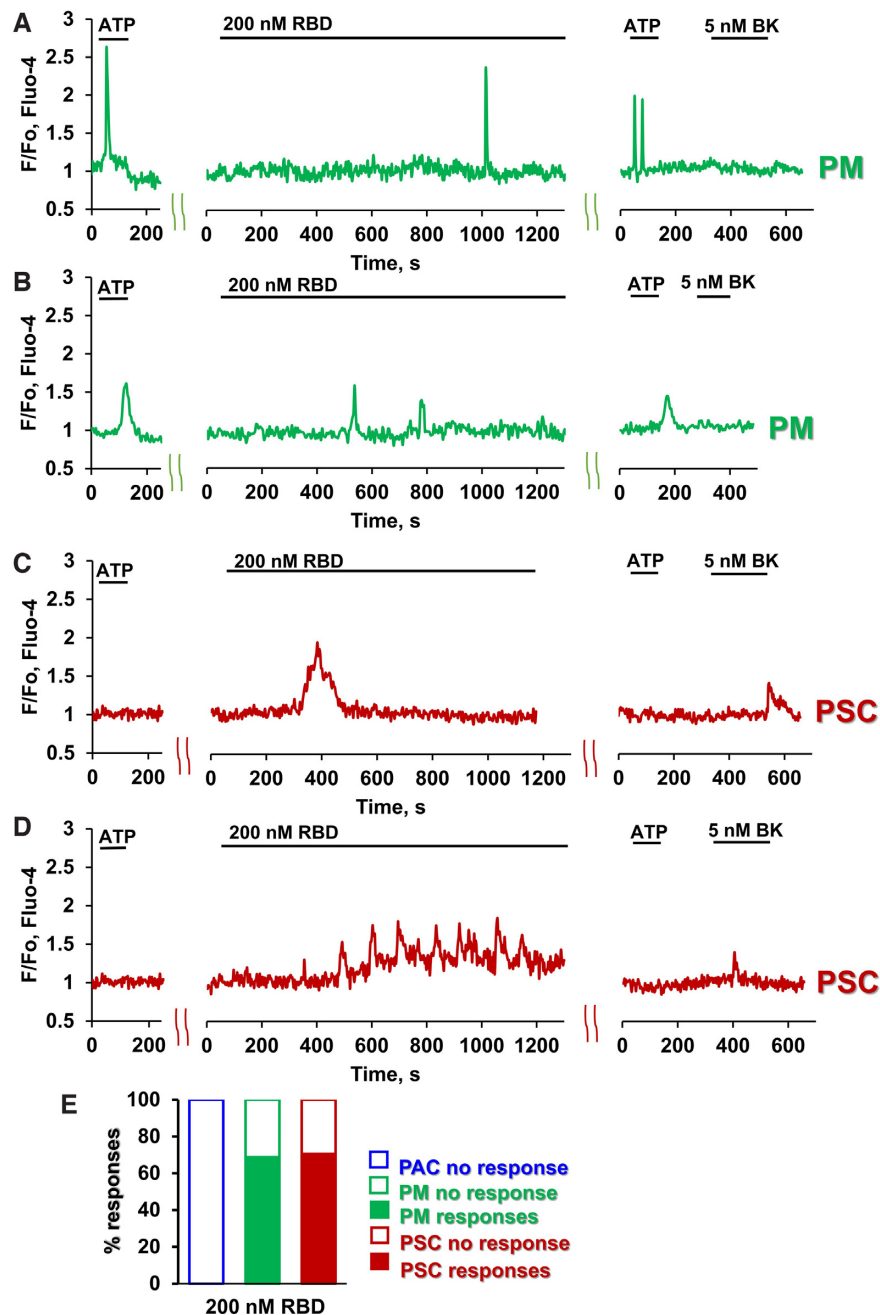 A
ATP
200 nM RBD
ATP
5 nM BK
F/Fo, Fluo-4
3
2.5
2
1.5
1
0.5
PM
0 200
0 200 400 600 800 1000 1200
0 200 400 600
Time, s
B
ATP
200 nM RBD
ATP
5 nM BK
F/Fo, Fluo-4
3
2.5
2
1.5
1
0.5
PM
0 200
0 200 400 600 800 1000 1200
0 200 400
Time, s
C
ATP
200 nM RBD
ATP
5 nM BK
F/Fo, Fluo-4
3
2.5
2
1.5
1
0.5
PSC
0 200
0 200 400 600 800 1000 1200
0 200 400 600
Time, s
D
ATP
200 nM RBD
ATP
5 nM BK
F/Fo, Fluo-4
3
2.5
2
1.5
1
0.5
PSC
0 200
0 200 400 600 800 1000 1200
0 200 400 600
Time, s
E
% responses
100
80
60
40
20
0
200 nM RBD
PAC no response
PM no response
PM responses
PSC no response
PSC responses